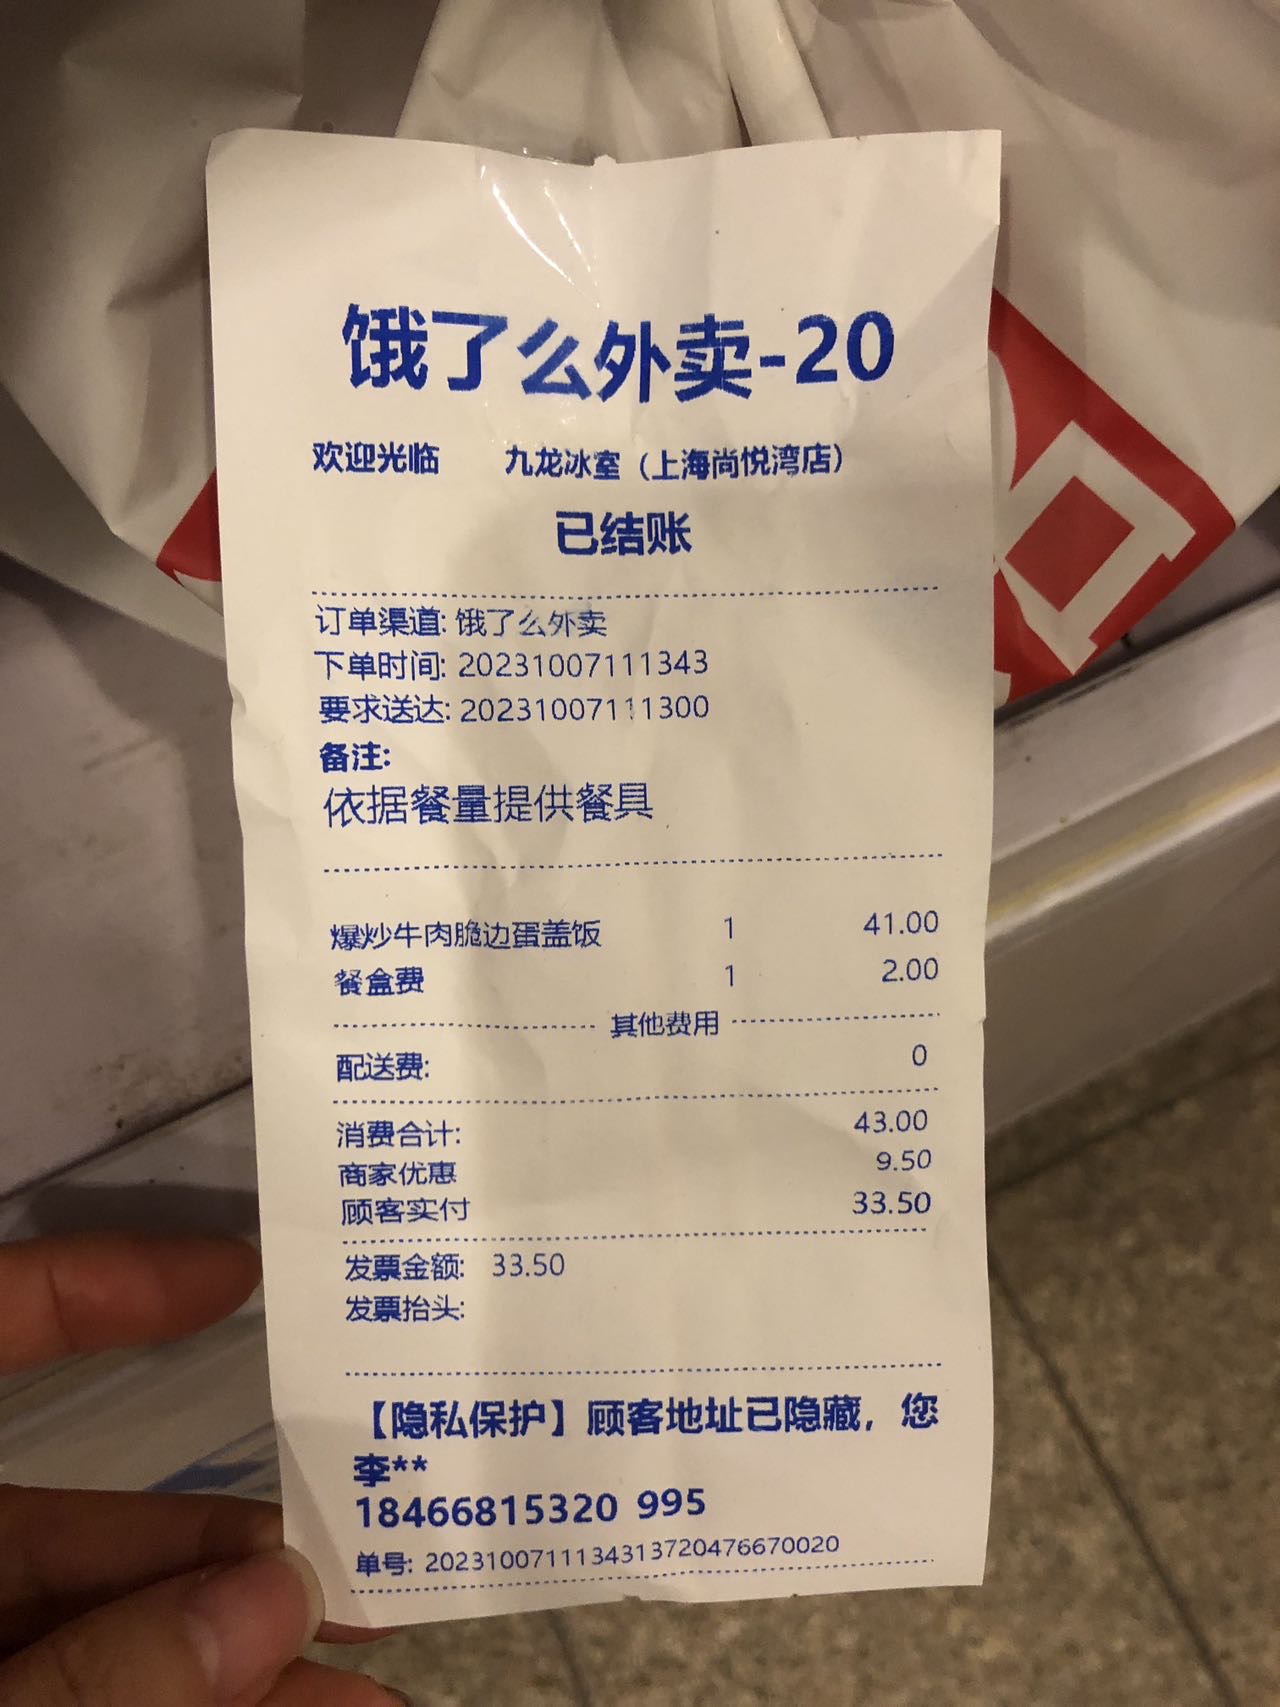 饿了么外卖-20
欢迎光临 九龙冰室（上海尚悦湾店）
已结账
订单渠道: 饿了么外卖
下单时间: 20231007111343
要求送达: 20231007111300
备注:
依据餐量提供餐具
爆炒牛肉脆边蛋盖饭 1 41.00
餐盒费 1 2.00
其他费用
配送费: 0
消费合计: 43.00
商家优惠 9.50
顾客实付 33.50
发票金额: 33.50
发票抬头:
【隐私保护】顾客地址已隐藏，您
李**
18466815320 995
单号: 20231007111343137204766​70020